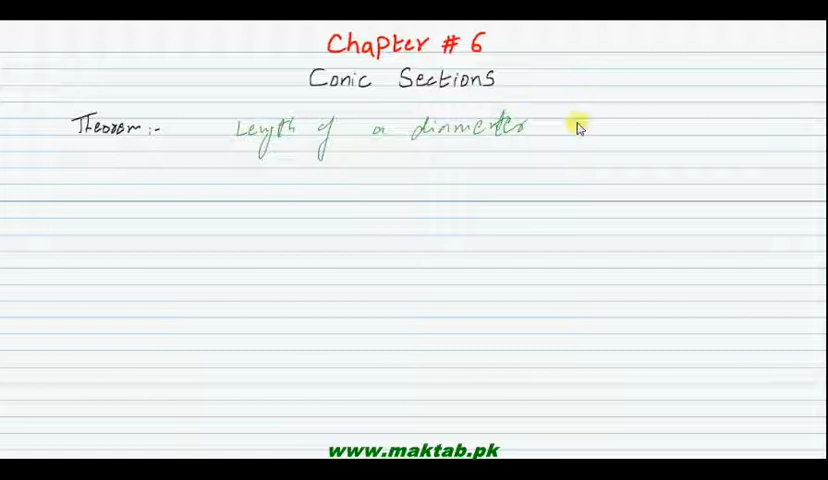 Chapter # 6
Conic Sections
Theorem:-
Length of a diameter
www.maktab.pk